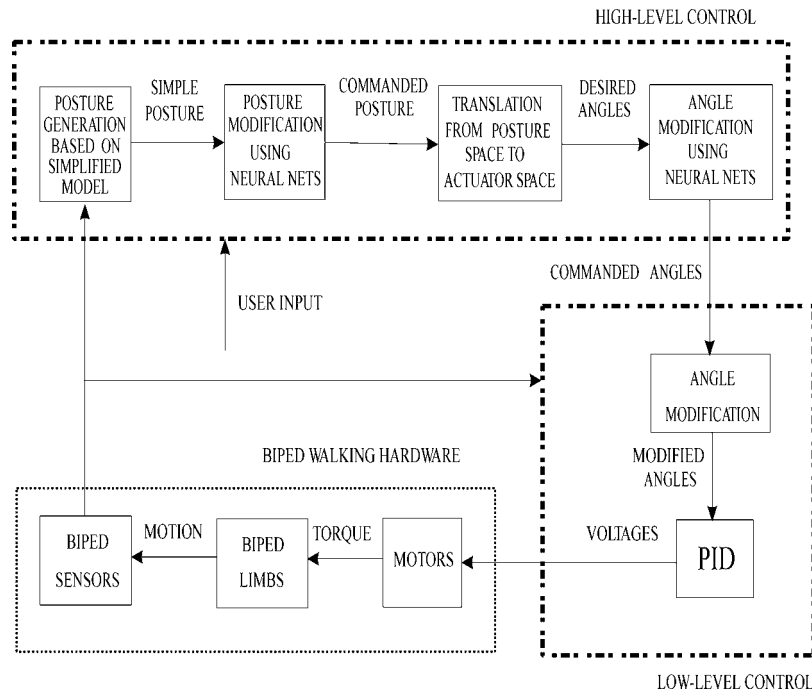 HIGH-LEVEL CONTROL
POSTURE
GENERATION
BASED ON
SIMPLIFIED
MODEL
SIMPLE
POSTURE
POSTURE
MODIFICATION
USING
NEURAL NETS
COMMANDED
POSTURE
TRANSLATION
FROM POSTURE
SPACE TO
ACTUATOR SPACE
DESIRED
ANGLES
ANGLE
MODIFICATION
USING
NEURAL NETS
COMMANDED ANGLES
USER INPUT
ANGLE
MODIFICATION
MODIFIED
ANGLES
BIPED WALKING HARDWARE
PID
VOLTAGES
MOTORS
TORQUE
BIPED
LIMBS
MOTION
BIPED
SENSORS
LOW-LEVEL CONTROL